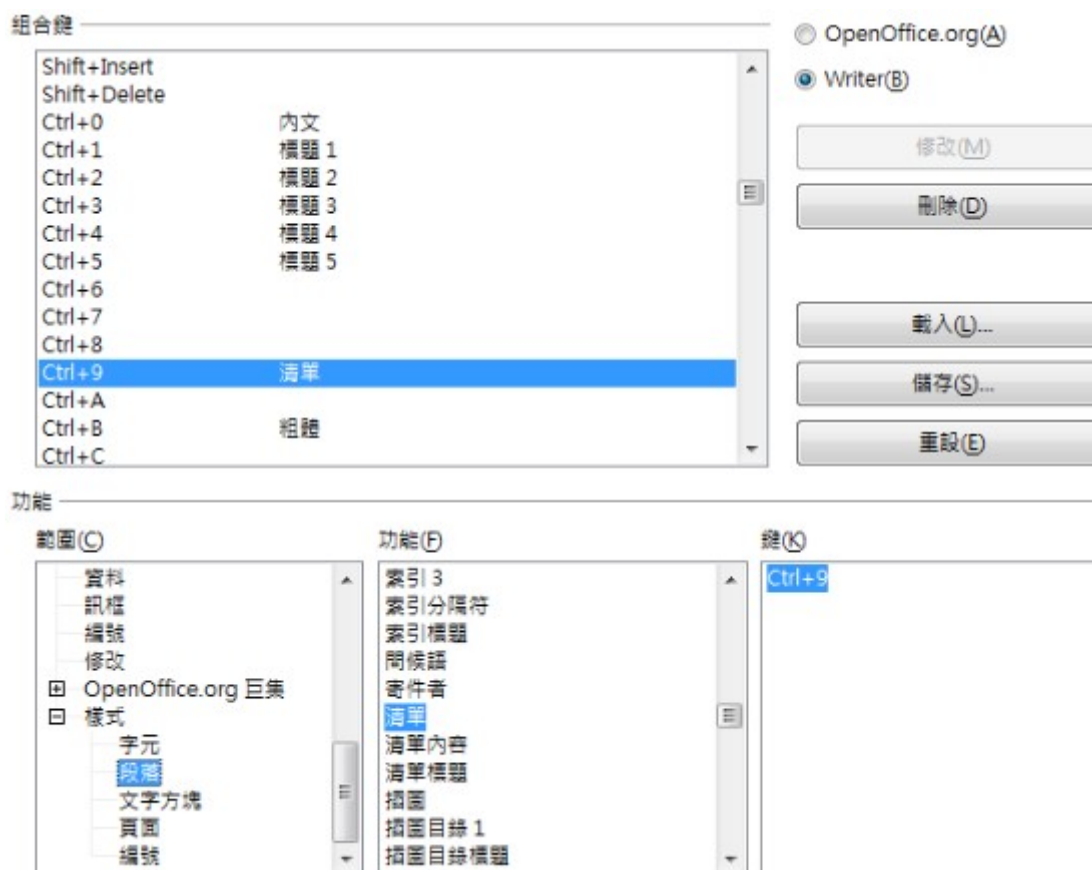 組合鍵
Shift+Insert
Shift+Delete
Ctrl+0 內文
Ctrl+1 標題 1
Ctrl+2 標題 2
Ctrl+3 標題 3
Ctrl+4 標題 4
Ctrl+5 標題 5
Ctrl+6
Ctrl+7
Ctrl+8
Ctrl+9 清單
Ctrl+A
Ctrl+B 粗體
Ctrl+C
OpenOffice.org(A)
Writer(B)
修改(M)
刪除(D)
載入(L)...
儲存(S)...
重設(E)
功能
範圍(C)
資料
訊框
編號
修改
OpenOffice.org 巨集
樣式
字元
段落
文字方塊
頁面
編號
功能(F)
索引 3
索引分隔符
索引標題
問候語
寄件者
清單
清單內容
清單標題
插圖
插圖目錄 1
插圖目錄標題
鍵(K)
Ctrl+9